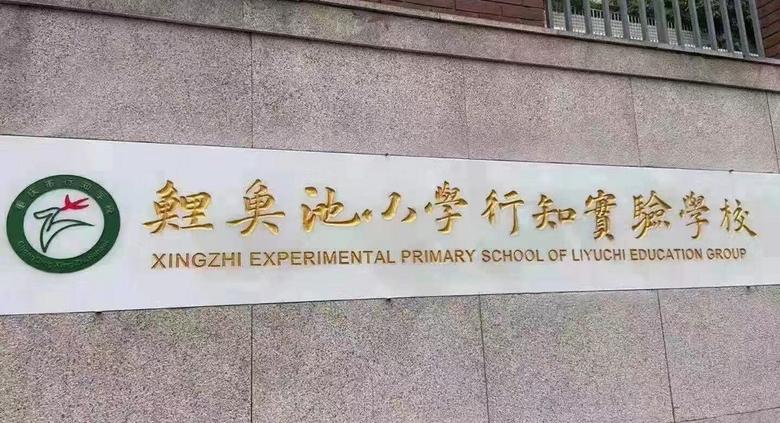 鯉魚池小學行知實驗學校
XINGZHI EXPERIMENTAL PRIMARY SCHOOL OF LIYUCHI EDUCATION GROUP